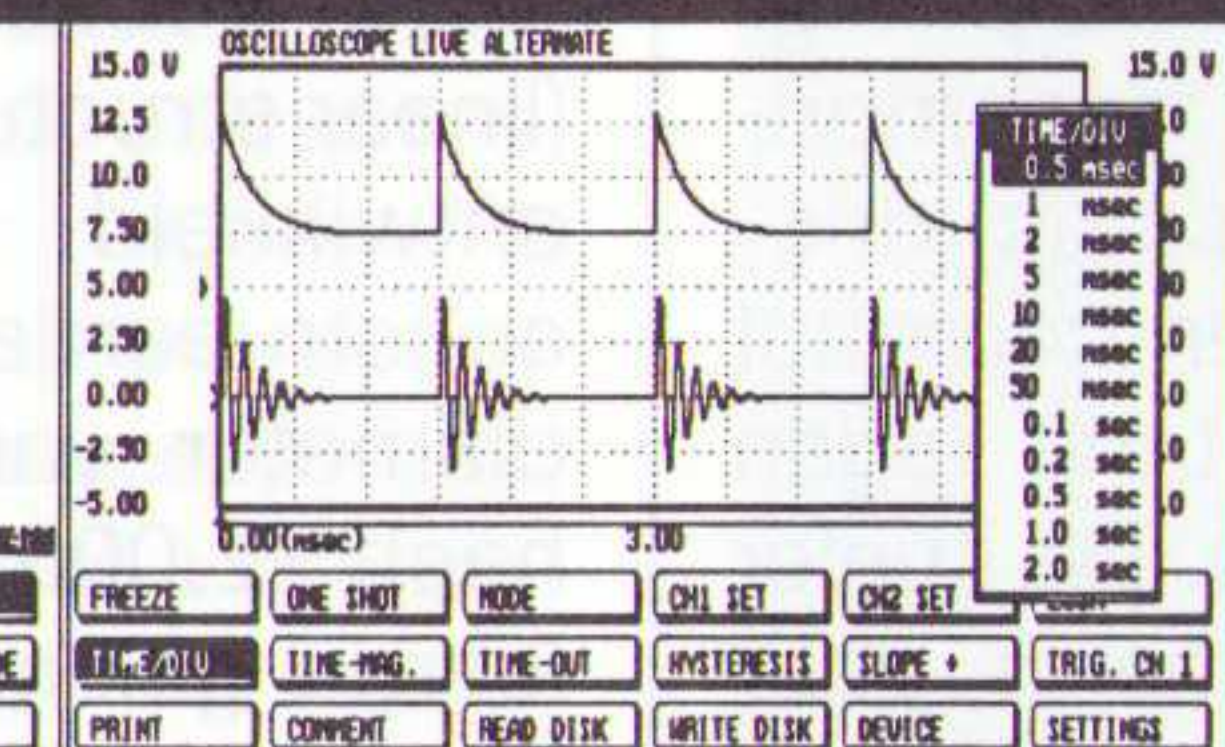 OSCILLOSCOPE LIVE ALTERNATE
15.0 V
12.5
10.0
7.50
5.00
2.50
0.00
-2.50
-5.00
15.0 V
TIME/DIV
0.5 msec
1 msec
2 msec
5 msec
10 msec
20 msec
50 msec
0.1 sec
0.2 sec
0.5 sec
1.0 sec
2.0 sec
0.00(msec)
3.00
FREEZE
ONE SHOT
MODE
CH1 SET
CH2 SET
TIME/DIV
TIME-MAG.
TIME-OUT
HYSTERESIS
SLOPE +
TRIG. CH 1
PRINT
COMMENT
READ DISK
WRITE DISK
DEVICE
SETTINGS